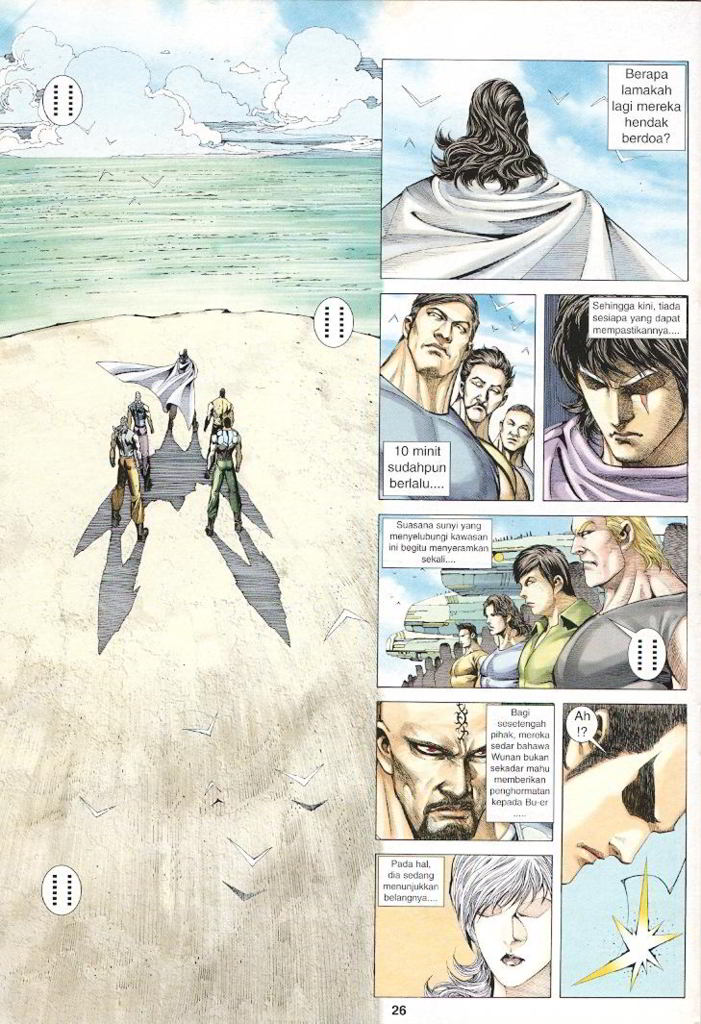 Berapa
lamakah
lagi mereka
hendak
berdoa?
10 minit
sudahpun
berlalu....
Sehingga kini, tiada
sesiapa yang dapat
mempastikannya....
Suasana sunyi yang
menyelubungi kawasan
ini begitu menyeramkan
sekali....
Bagi
sesetengah
pihak, mereka
sedar bahawa
Wunan bukan
sekadar mahu
memberikan
penghormatan
kepada Bu-er
.....
Ah
!?
Pada hal,
dia sedang
menunjukkan
belangnya....
26